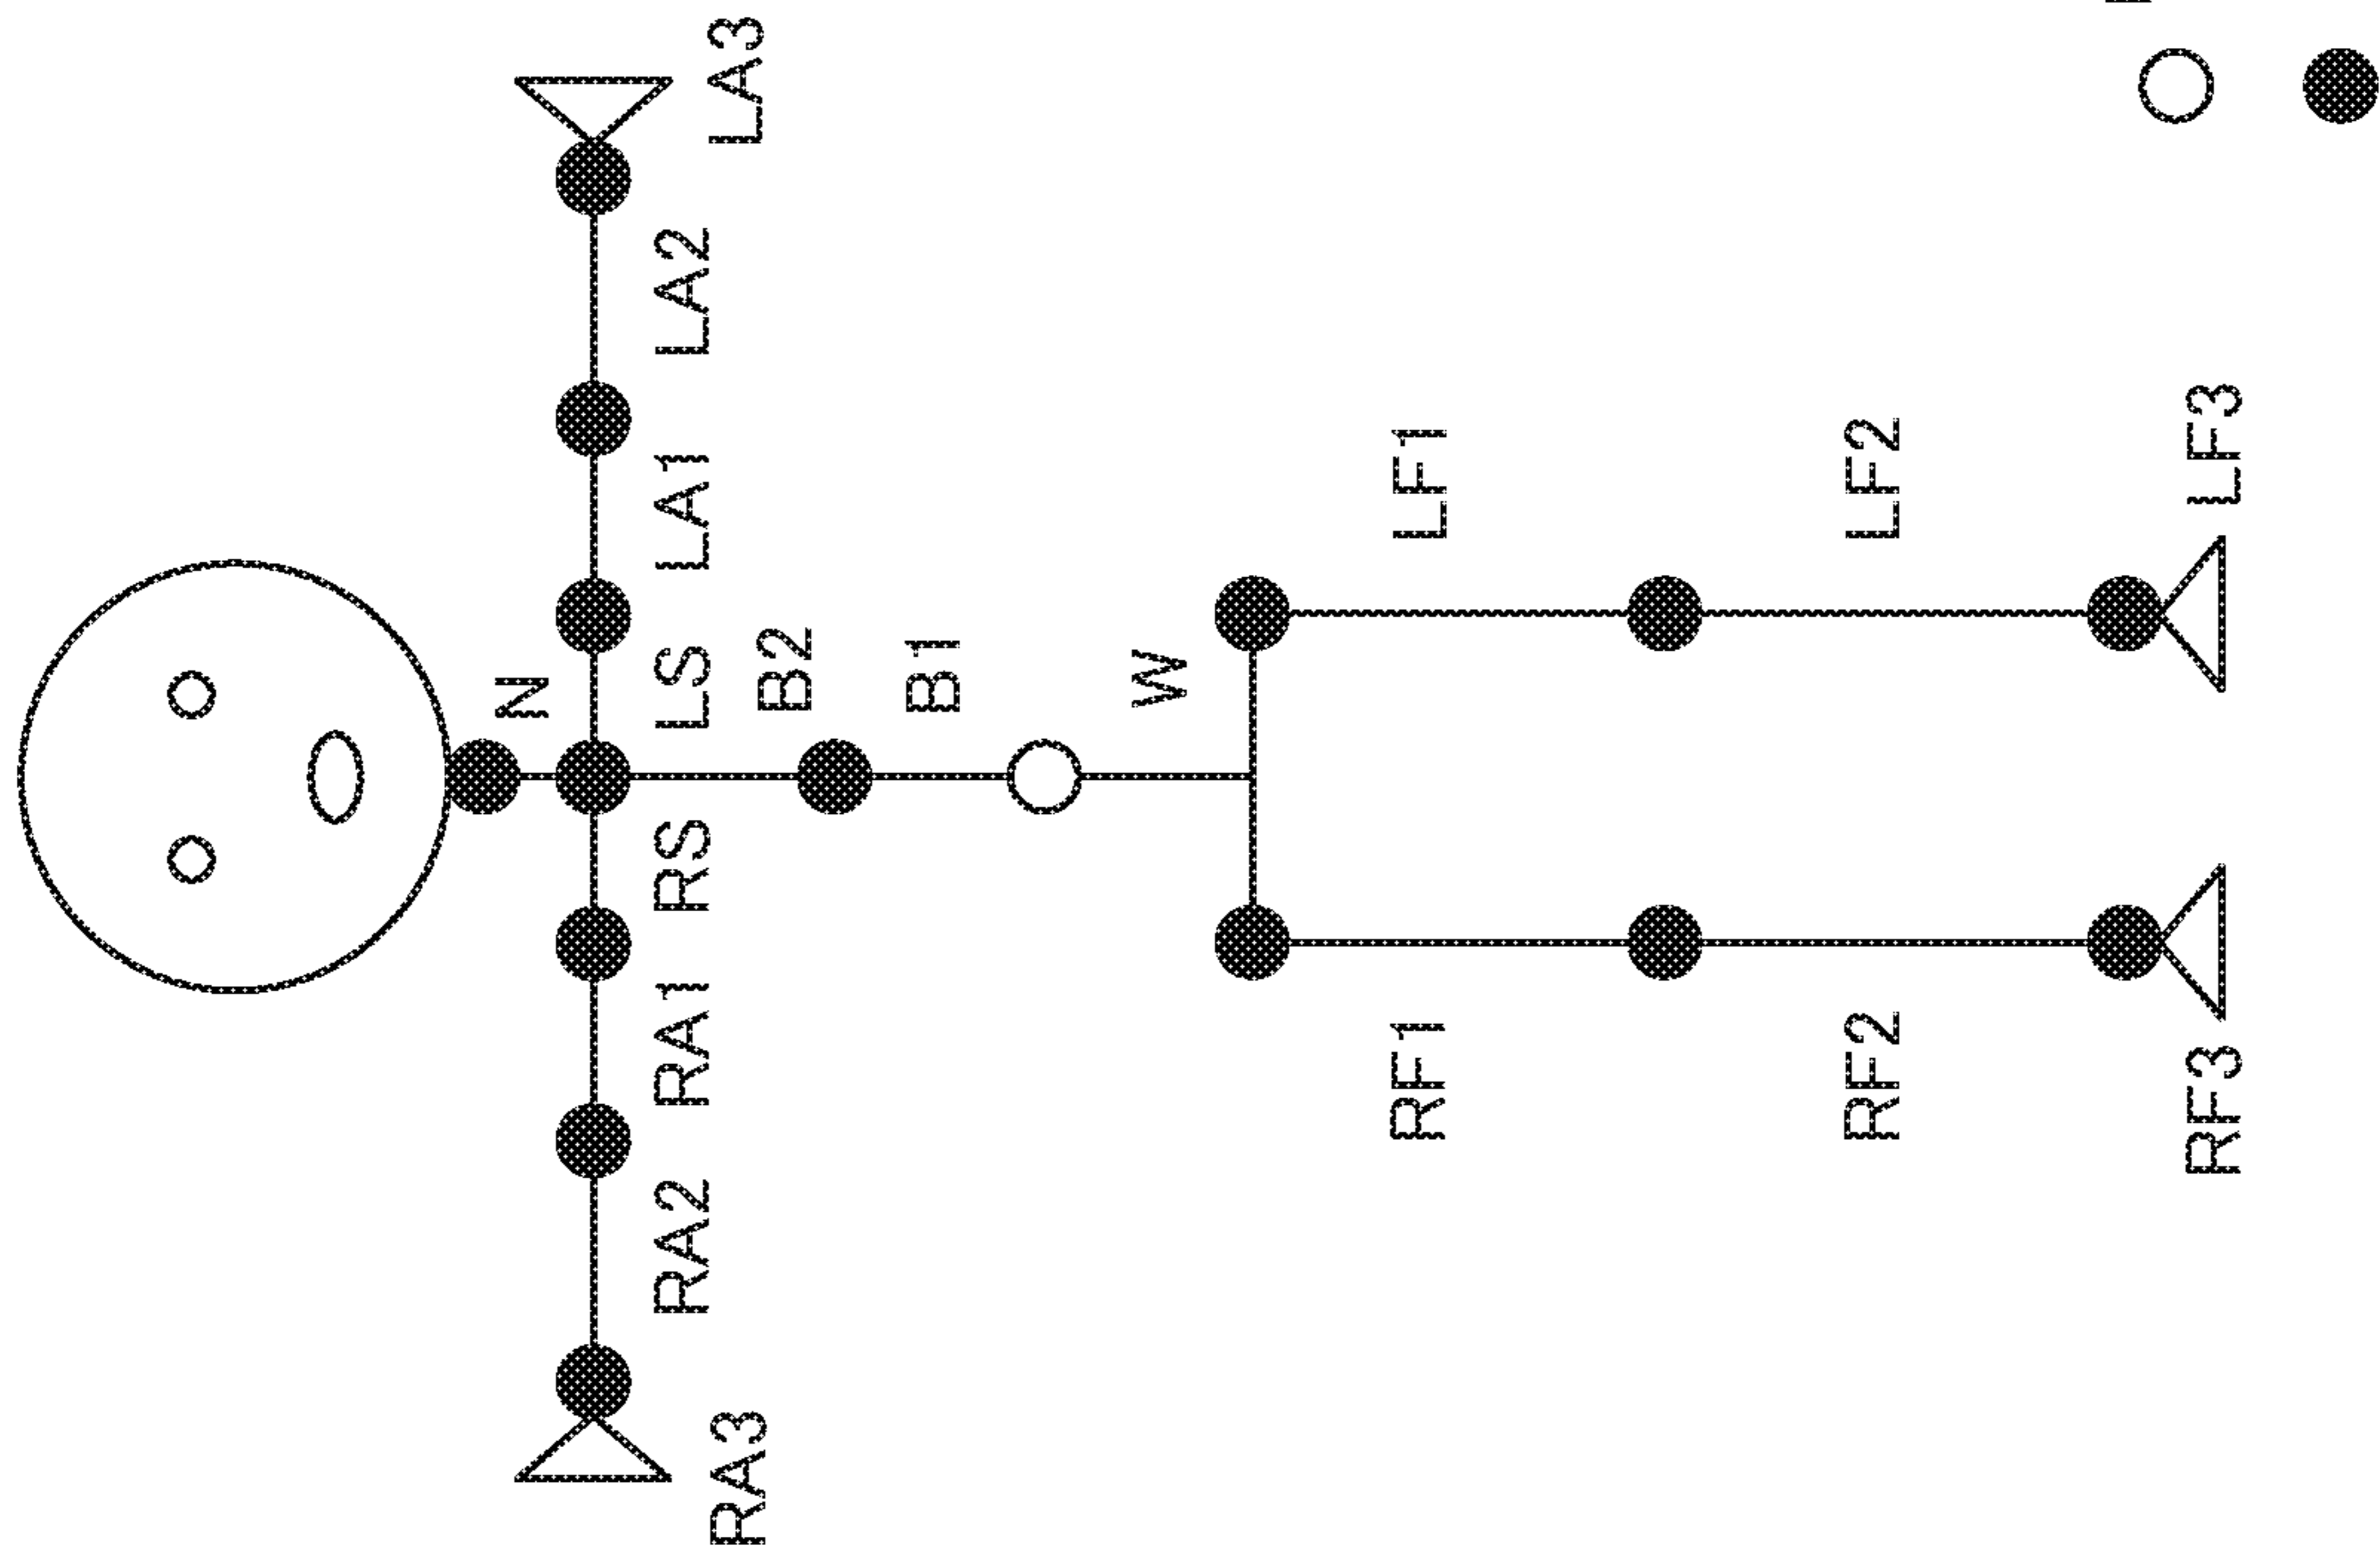 N
RA2 RA1 RS LS LA1 LA2
RA3 LA3
B2
B1
W
RF1 LF1
RF2 LF2
RF3 LF3